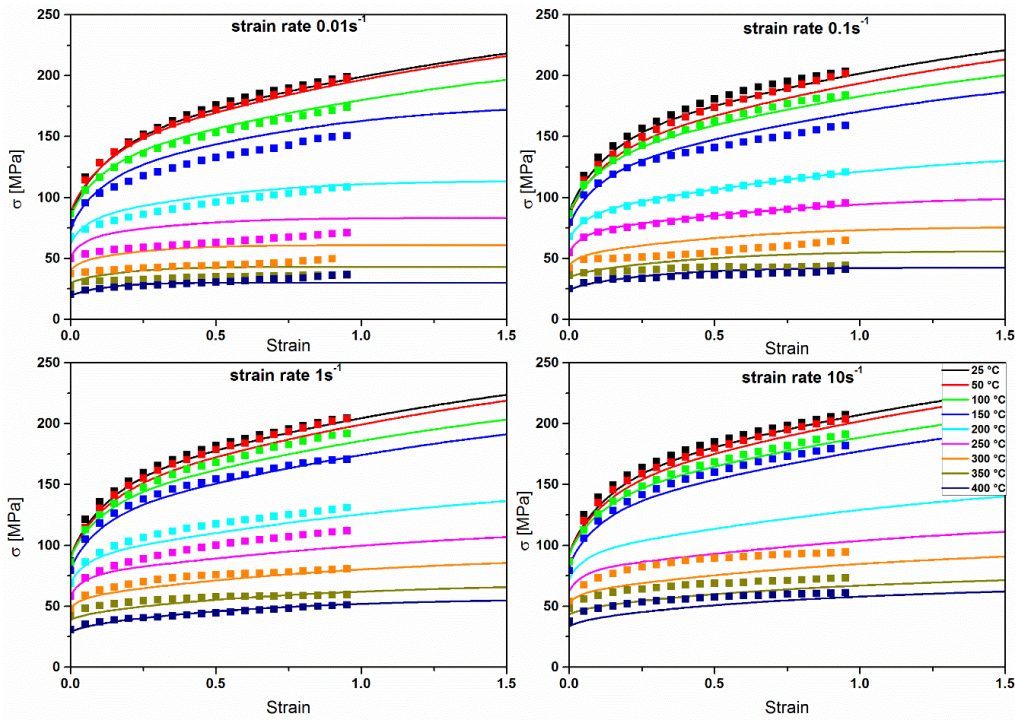 strain rate 0.01s-1
250
200
150
100
50
0
σ [MPa]
0.0 0.5 1.0 1.5
Strain
strain rate 0.1s-1
250
200
150
100
50
0
σ [MPa]
0.0 0.5 1.0 1.5
Strain
strain rate 1s-1
250
200
150
100
50
0
σ [MPa]
0.0 0.5 1.0 1.5
Strain
strain rate 10s-1
250
200
150
100
50
0
σ [MPa]
0.0 0.5 1.0 1.5
Strain
25 °C
50 °C
100 °C
150 °C
200 °C
250 °C
300 °C
350 °C
400 °C